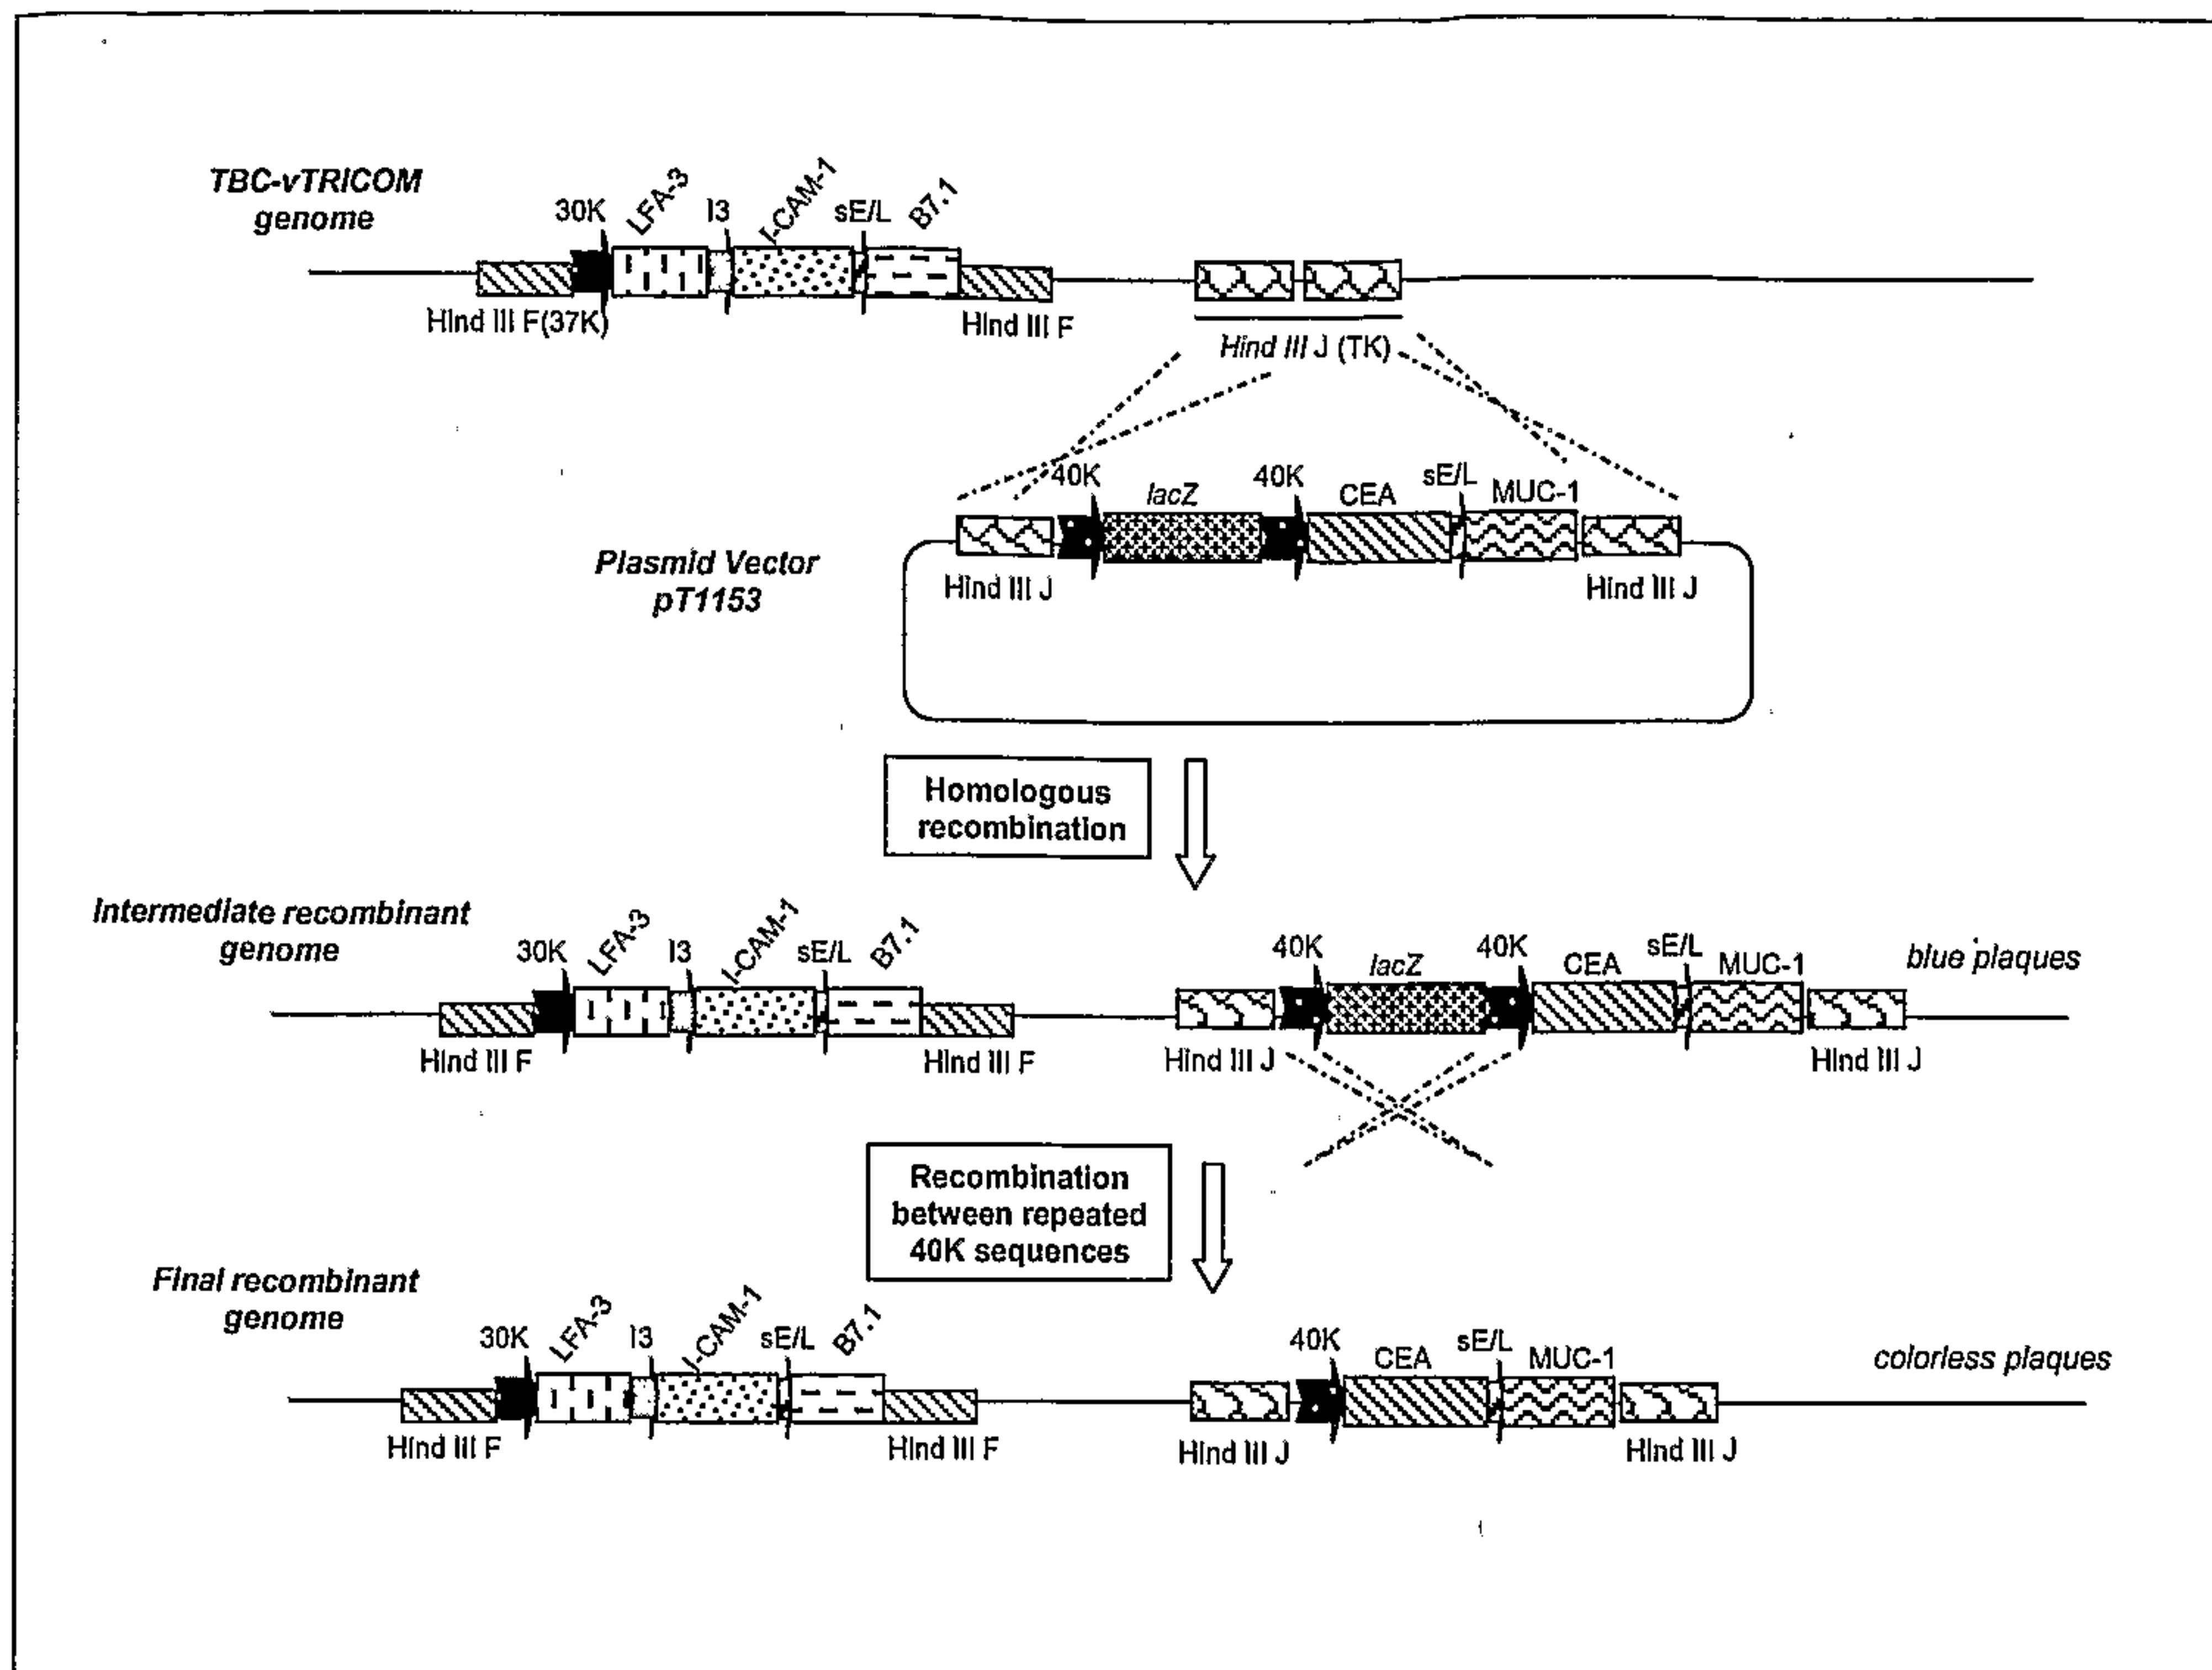 TBC-vTRICOM
genome
30K LFA-3 I3 I-CAM-1 sE/L B7.1
Hind III F(37K) Hind III F
Hind III J (TK)
40K lacZ 40K CEA sE/L MUC-1
Plasmid Vector
pT1153
Hind III J Hind III J
Homologous
recombination
Intermediate recombinant
genome
30K LFA-3 I3 I-CAM-1 sE/L B7.1 40K lacZ 40K CEA sE/L MUC-1 blue plaques
Hind III F Hind III F Hind III J Hind III J
Recombination
between repeated
40K sequences
Final recombinant
genome
30K LFA-3 I3 I-CAM-1 sE/L B7.1 40K CEA sE/L MUC-1 colorless plaques
Hind III F Hind III F Hind III J Hind III J